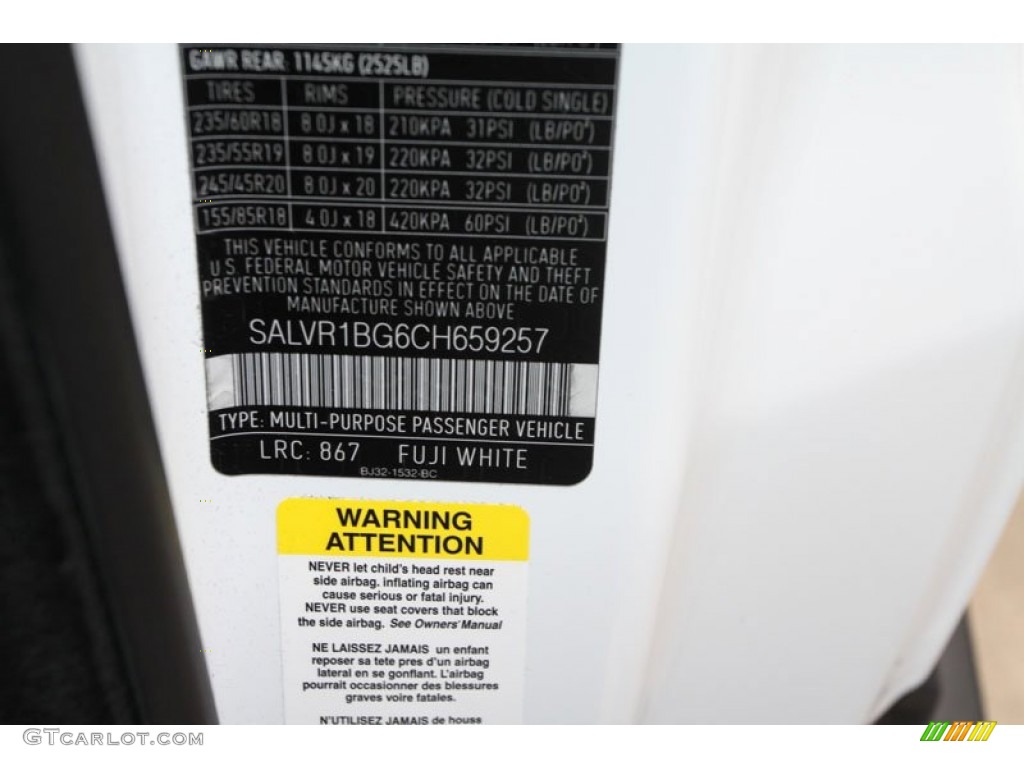 GAWR REAR 1145KG (2525LB)
TIRES RIMS PRESSURE (COLD SINGLE)
235/60R18 8.0J x 18 210KPA 31PSI (LB/PO²)
235/55R19 8.0J x 19 220KPA 32PSI (LB/PO²)
245/45R20 8.0J x 20 220KPA 32PSI (LB/PO²)
155/85R18 4.0J x 18 420KPA 60PSI (LB/PO²)
THIS VEHICLE CONFORMS TO ALL APPLICABLE
U.S. FEDERAL MOTOR VEHICLE SAFETY AND THEFT
PREVENTION STANDARDS IN EFFECT ON THE DATE OF
MANUFACTURE SHOWN ABOVE
SALVR1BG6CH659257
TYPE: MULTI-PURPOSE PASSENGER VEHICLE
LRC: 867 FUJI WHITE
BJ32-1532-BC
WARNING
ATTENTION
NEVER let child's head rest near
side airbag. inflating airbag can
cause serious or fatal injury.
NEVER use seat covers that block
the side airbag. See Owners' Manual
NE LAISSEZ JAMAIS un enfant
reposer sa tete pres d'un airbag
lateral en se gonflant. L'airbag
pourrait occasionner des blessures
graves voire fatales.
N'UTILISEZ JAMAIS de houss
GTCARLOT.COM